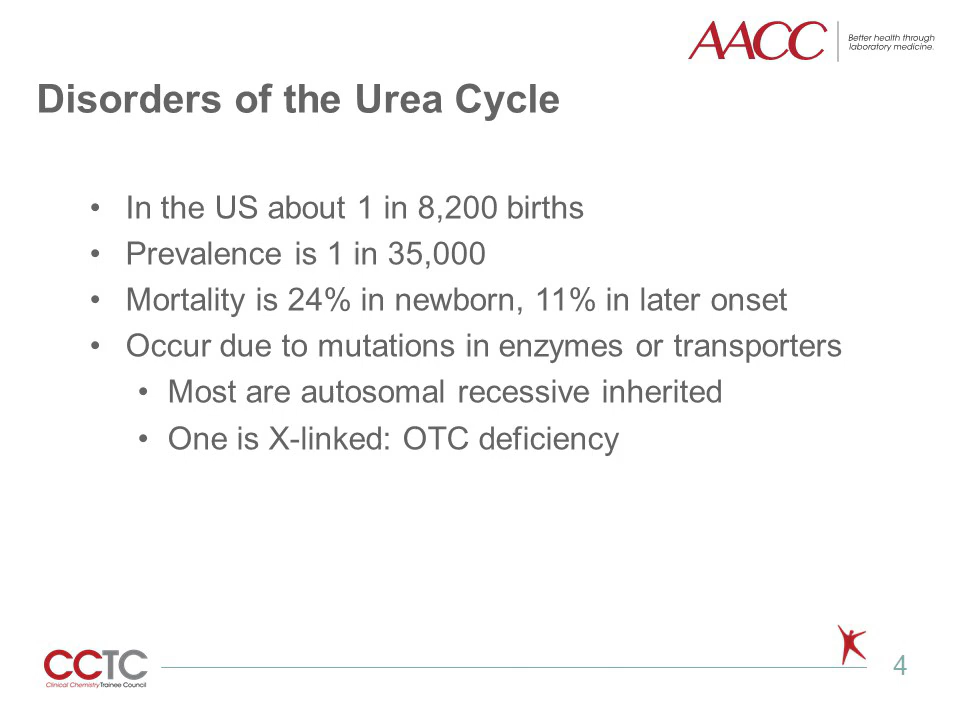 AACC
Better health through
laboratory medicine.
Disorders of the Urea Cycle
• In the US about 1 in 8,200 births
• Prevalence is 1 in 35,000
• Mortality is 24% in newborn, 11% in later onset
• Occur due to mutations in enzymes or transporters
• Most are autosomal recessive inherited
• One is X-linked: OTC deficiency
CCTC
Clinical Chemistry Trainee Council
4